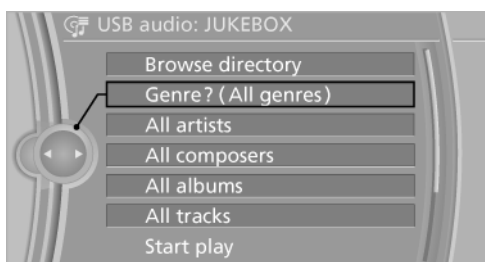 USB audio: JUKEBOX
Browse directory
Genre? (All genres)
All artists
All composers
All albums
All tracks
Start play